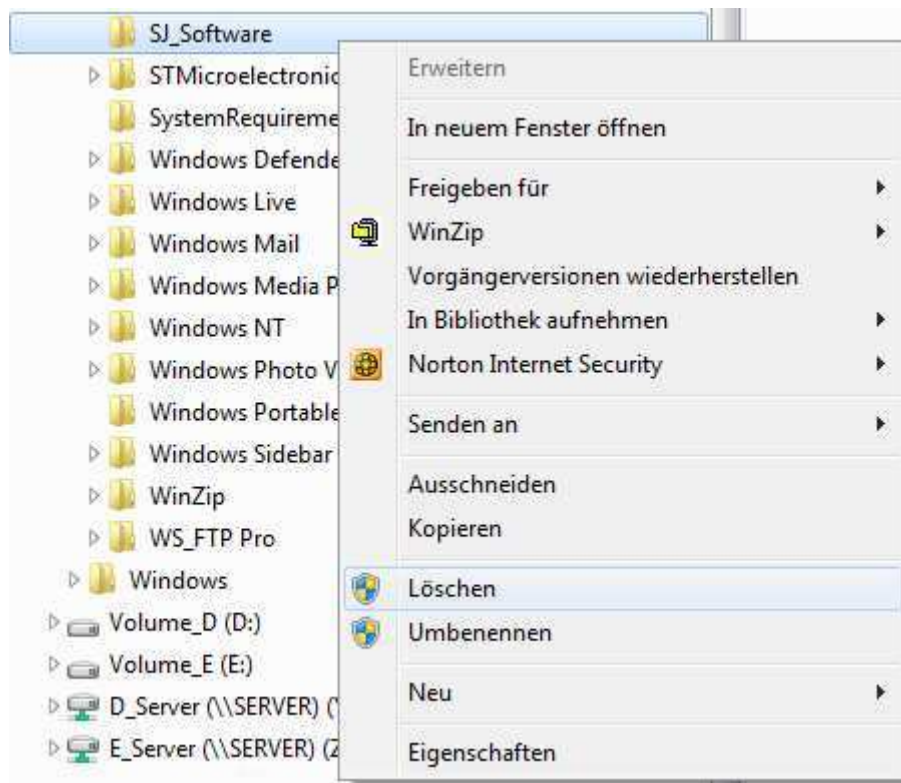 SJ_Software
STMicroelectronic
SystemRequireme
Windows Defende
Windows Live
Windows Mail
Windows Media P
Windows NT
Windows Photo V
Windows Portable
Windows Sidebar
WinZip
WS_FTP Pro
Windows
Volume_D (D:)
Volume_E (E:)
D_Server (\\SERVER) (
E_Server (\\SERVER) (Z
Erweitern
In neuem Fenster öffnen
Freigeben für
WinZip
Vorgängerversionen wiederherstellen
In Bibliothek aufnehmen
Norton Internet Security
Senden an
Ausschneiden
Kopieren
Löschen
Umbenennen
Neu
Eigenschaften